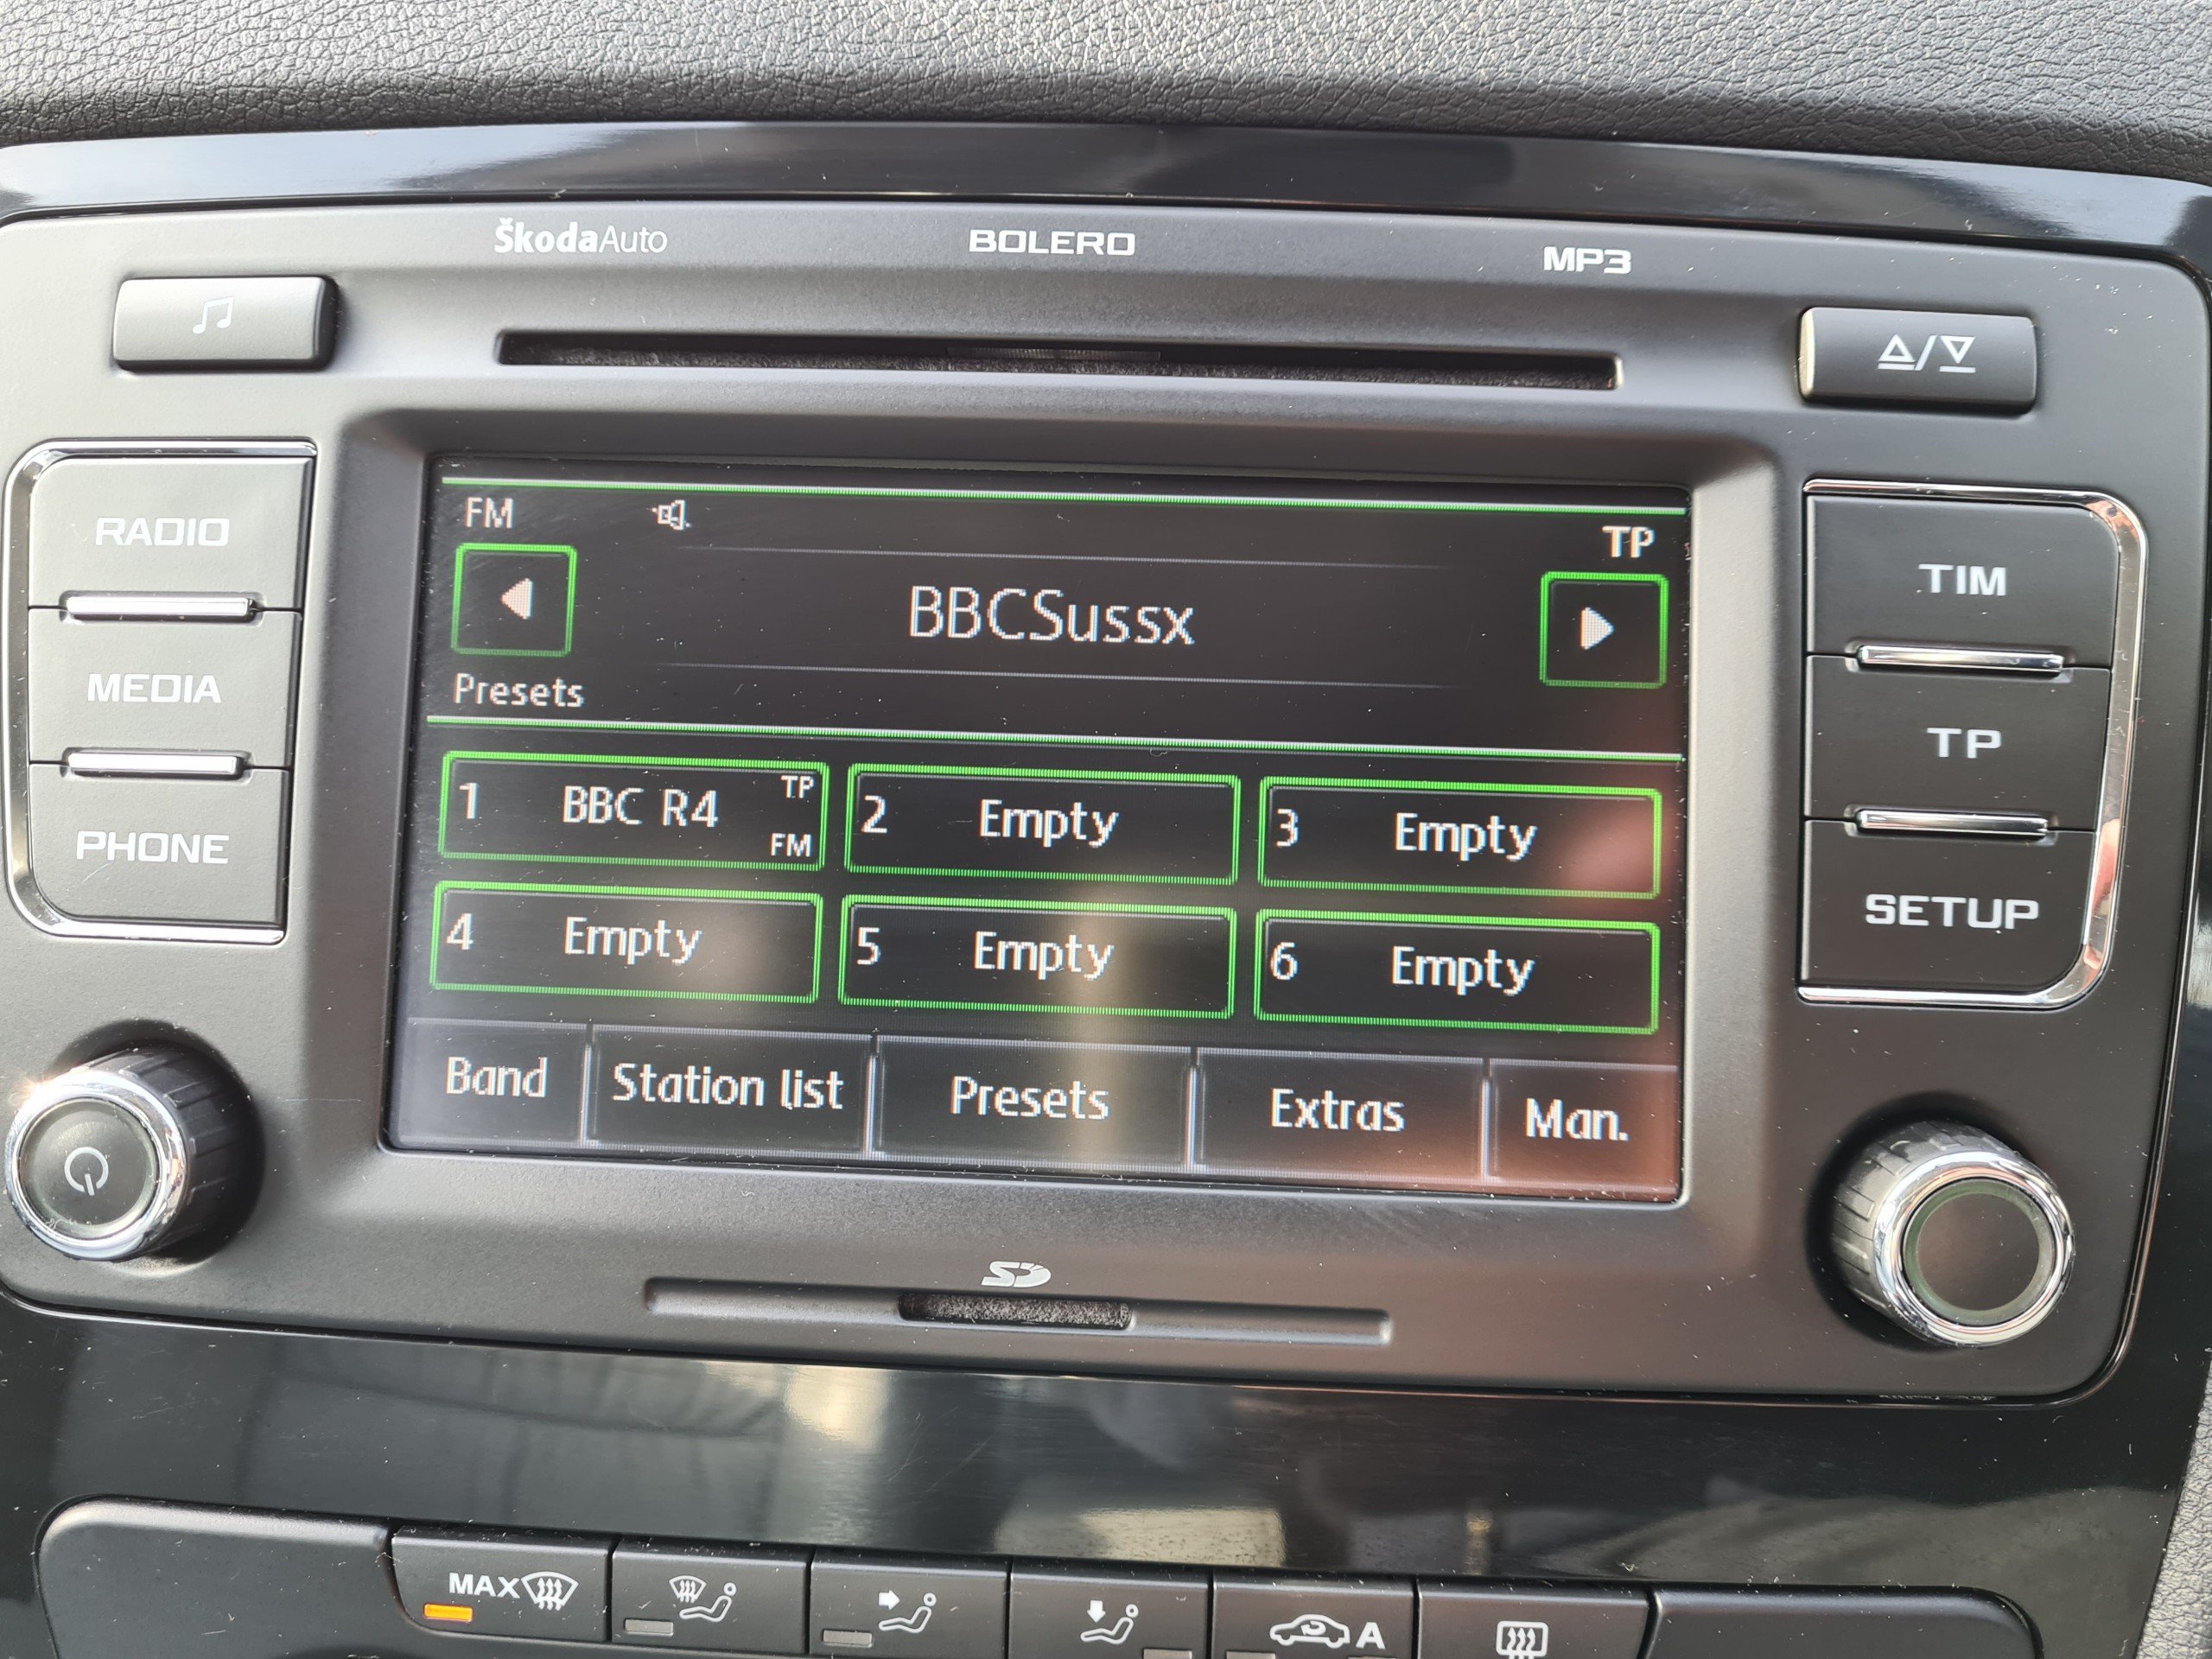 ŠkodaAuto BOLERO MP3
RADIO
MEDIA
PHONE
FM
TP
BBCSussx
Presets
1 BBC R4 TP FM
2 Empty
3 Empty
4 Empty
5 Empty
6 Empty
Band Station list Presets Extras Man.
TIM
TP
SETUP
SD
MAX
A